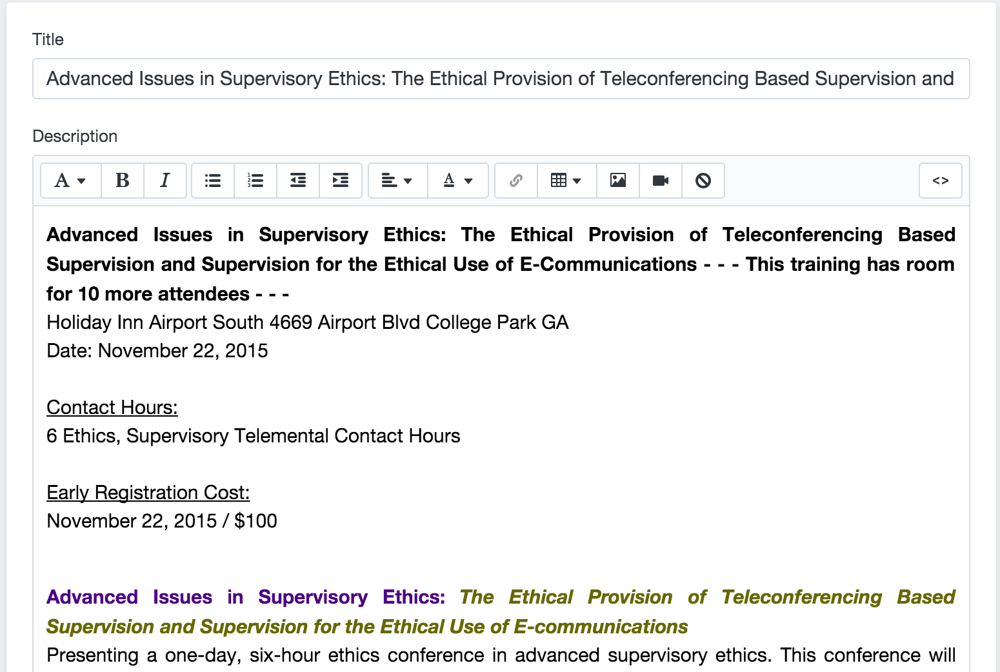 Title
Advanced Issues in Supervisory Ethics: The Ethical Provision of Teleconferencing Based Supervision and
Description
A B I 1 2 3 A <>
Advanced Issues in Supervisory Ethics: The Ethical Provision of Teleconferencing Based
Supervision and Supervision for the Ethical Use of E-Communications - - - This training has room
for 10 more attendees - - -
Holiday Inn Airport South 4669 Airport Blvd College Park GA
Date: November 22, 2015
Contact Hours:
6 Ethics, Supervisory Telemental Contact Hours
Early Registration Cost:
November 22, 2015 / $100
Advanced Issues in Supervisory Ethics: The Ethical Provision of Teleconferencing Based
Supervision and Supervision for the Ethical Use of E-communications
Presenting a one-day, six-hour ethics conference in advanced supervisory ethics. This conference will